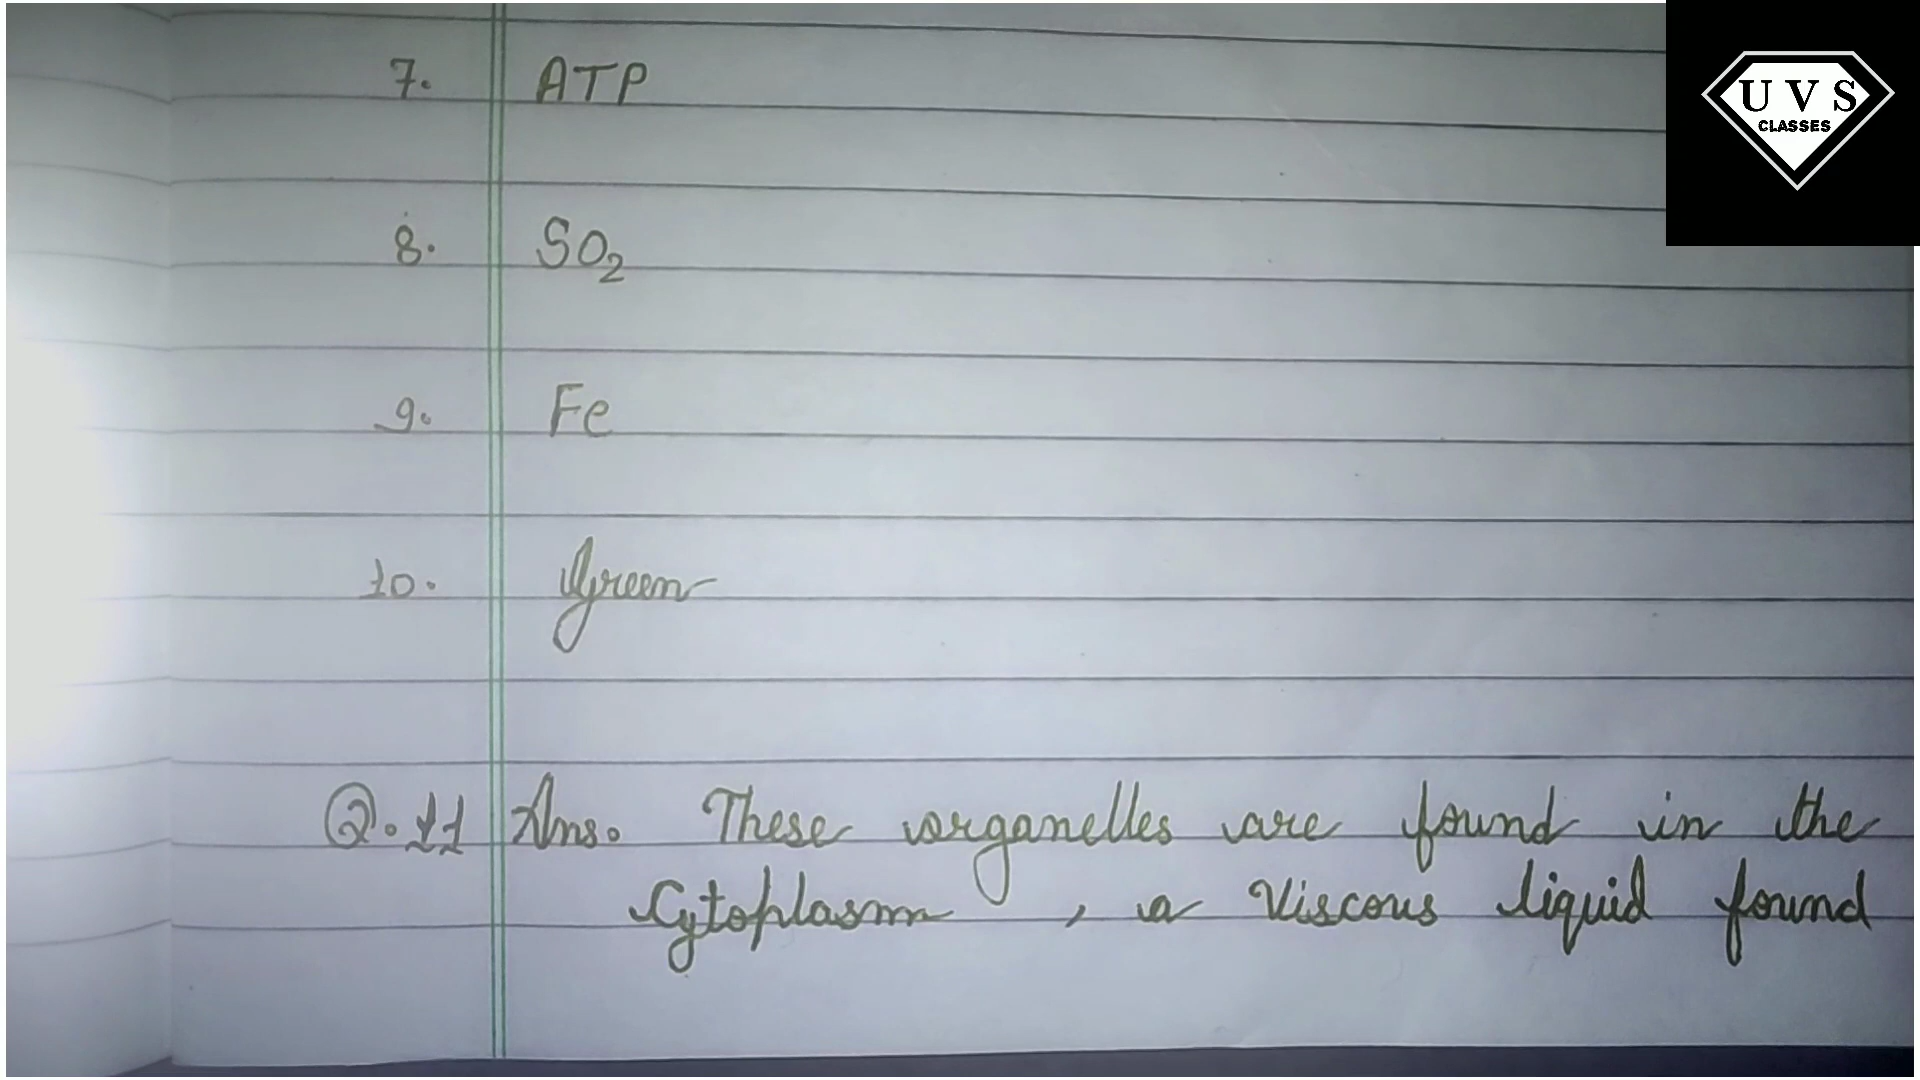 7. ATP
U V S
CLASSES
8. SO₂
9. Fe
10. Green
Q.11 Ans. These organelles are found in the
Cytoplasm, a Viscous liquid found